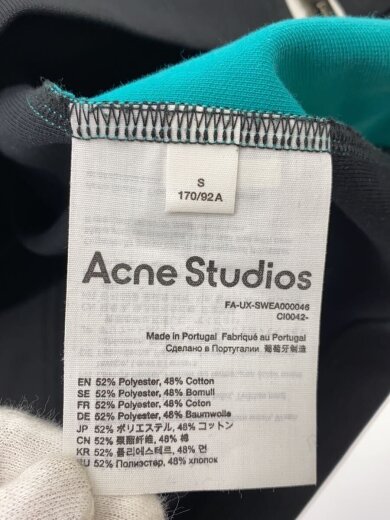 S
170/92A
Acne Studios
FA-UX-SWEA000046
CI0042-
Made in Portugal Fabriqué au Portugal
Сделано в Португалии 葡萄牙制造
EN 52% Polyester, 48% Cotton
SE 52% Polyester, 48% Bomull
FR 52% Polyester, 48% Coton
DE 52% Polyester, 48% Baumwolle
JP 52% ポリエステル, 48% コットン
CN 52% 聚酯纤维, 48% 棉
KR 52% 폴리에스테르, 48% 면
RU 52% Полиэстер, 48% хлопок